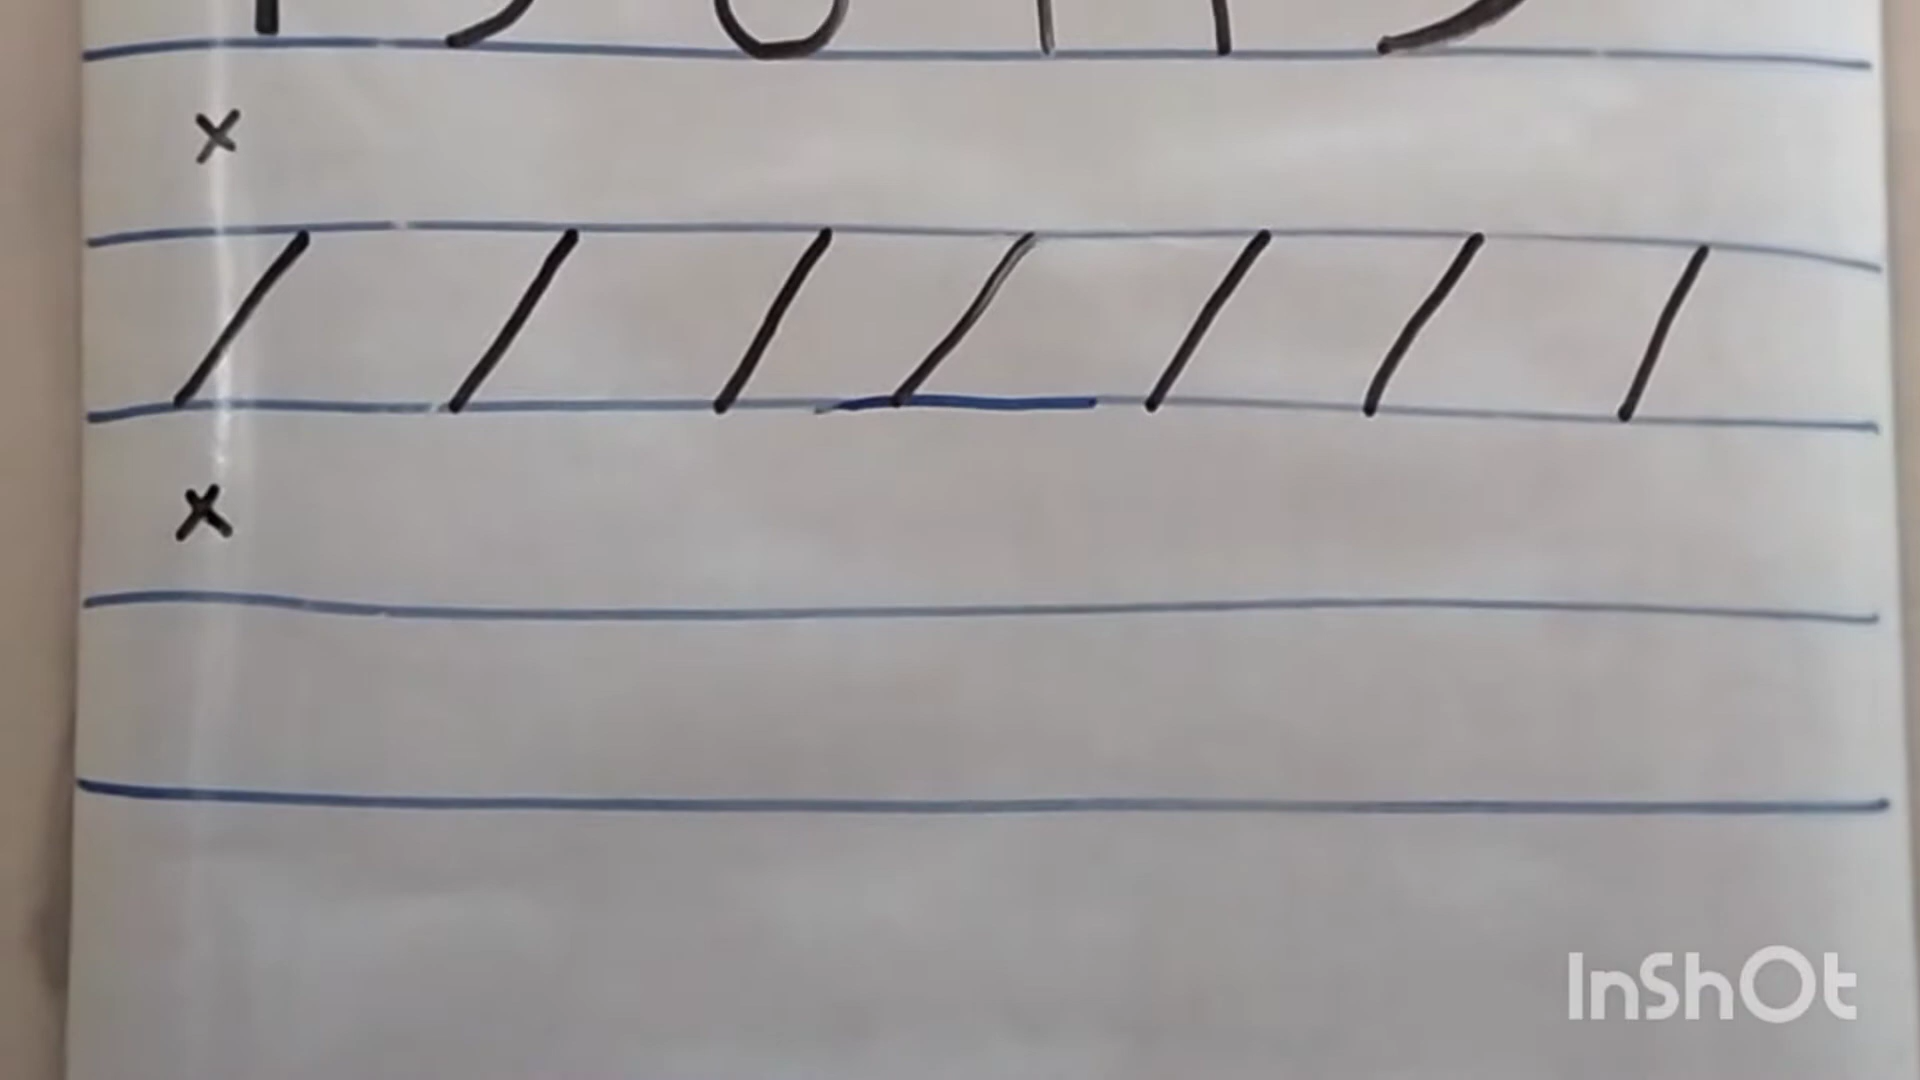 ×
/ / / / / / /
×
InShOt